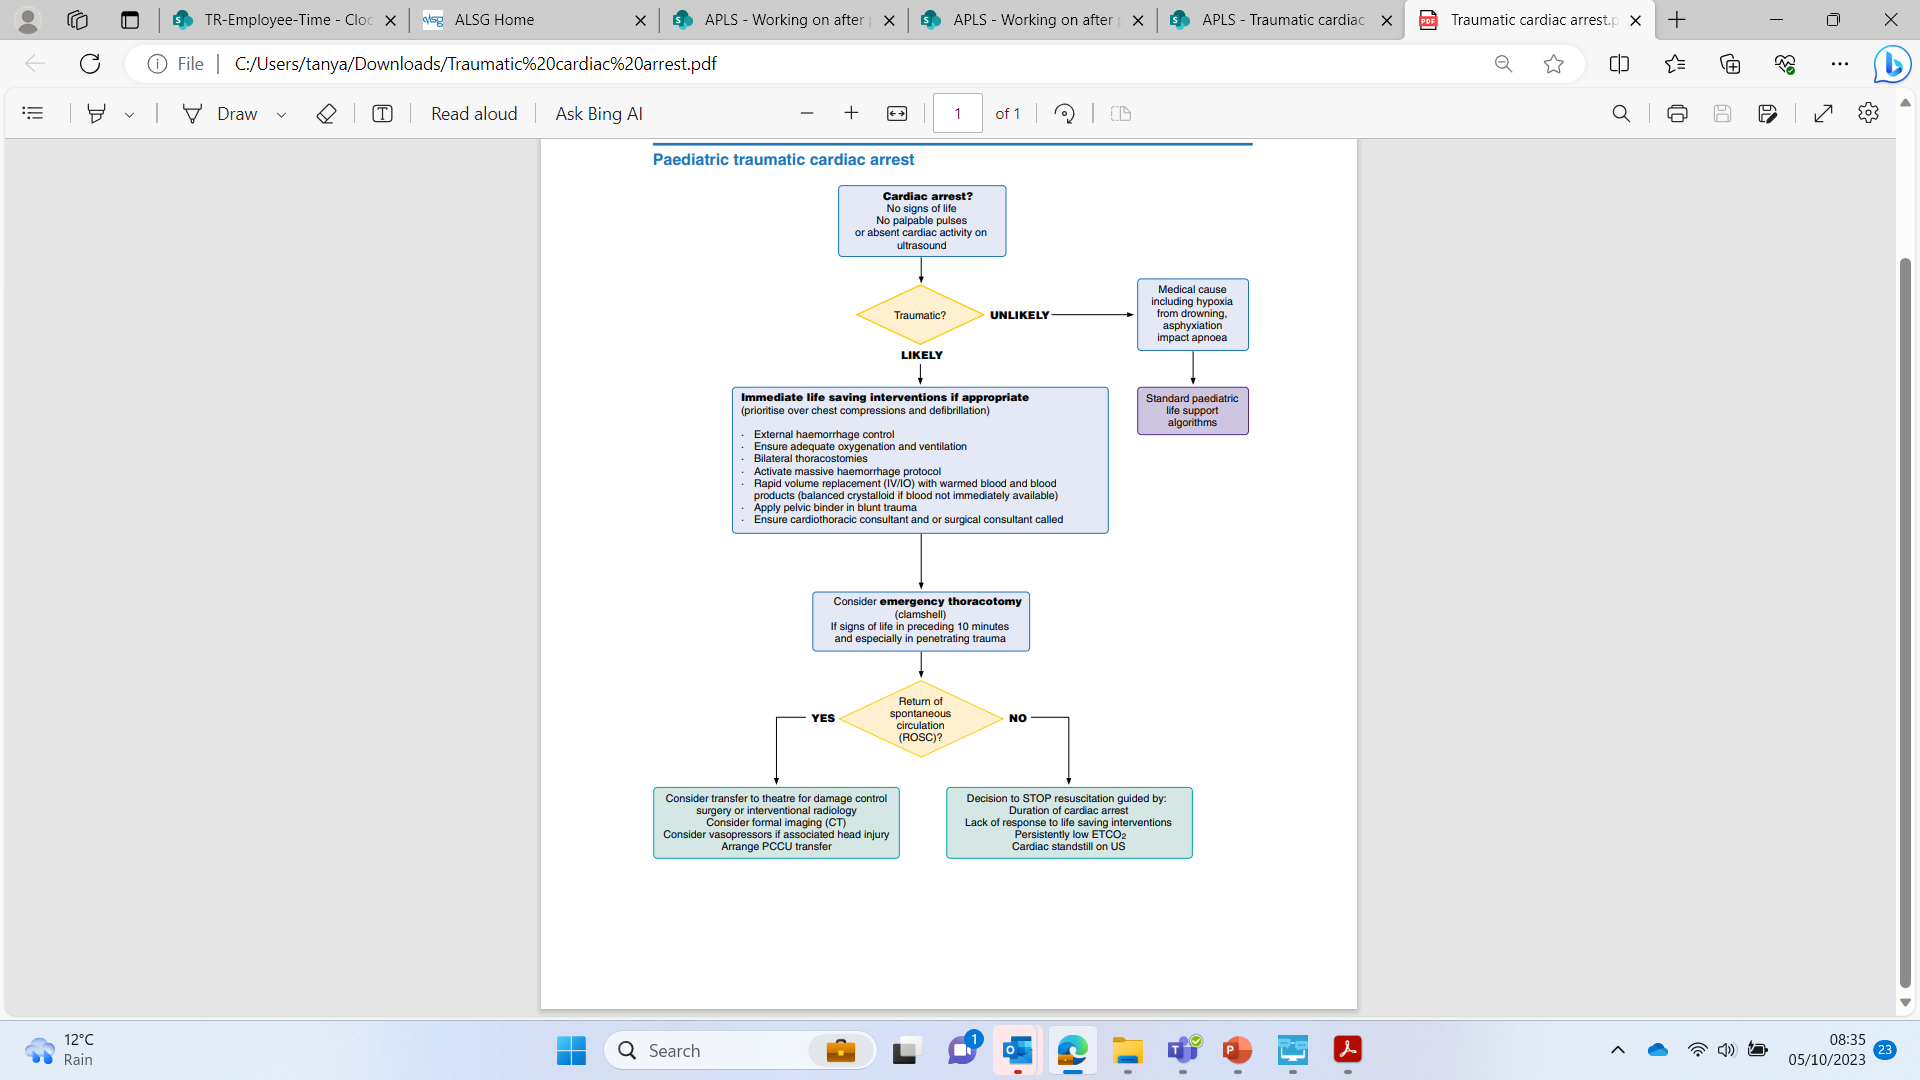 TR-Employee-Time - Cloc
ALSG Home
APLS - Working on after
APLS - Working on after
APLS - Traumatic cardiac
Traumatic cardiac arrest.p
File
C:/Users/tanya/Downloads/Traumatic%20cardiac%20arrest.pdf
Draw
Read aloud
Ask Bing AI
1
of 1
Paediatric traumatic cardiac arrest
Cardiac arrest?
No signs of life
No palpable pulses
or absent cardiac activity on
ultrasound
Traumatic?
UNLIKELY
Medical cause
including hypoxia
from drowning,
asphyxiation
impact apnoea
LIKELY
Standard paediatric
life support
algorithms
Immediate life saving interventions if appropriate
(prioritise over chest compressions and defibrillation)
· External haemorrhage control
· Ensure adequate oxygenation and ventilation
· Bilateral thoracostomies
· Activate massive haemorrhage protocol
· Rapid volume replacement (IV/IO) with warmed blood and blood
products (balanced crystalloid if blood not immediately available)
· Apply pelvic binder in blunt trauma
· Ensure cardiothoracic consultant and or surgical consultant called
Consider emergency thoracotomy
(clamshell)
If signs of life in preceding 10 minutes
and especially in penetrating trauma
Return of
spontaneous
circulation
(ROSC)?
YES
NO
Consider transfer to theatre for damage control
surgery or interventional radiology
Consider formal imaging (CT)
Consider vasopressors if associated head injury
Arrange PCCU transfer
Decision to STOP resuscitation guided by:
Duration of cardiac arrest
Lack of response to life saving interventions
Persistently low ETCO₂
Cardiac standstill on US
12°C
Rain
Search
1
08:35
05/10/2023
23